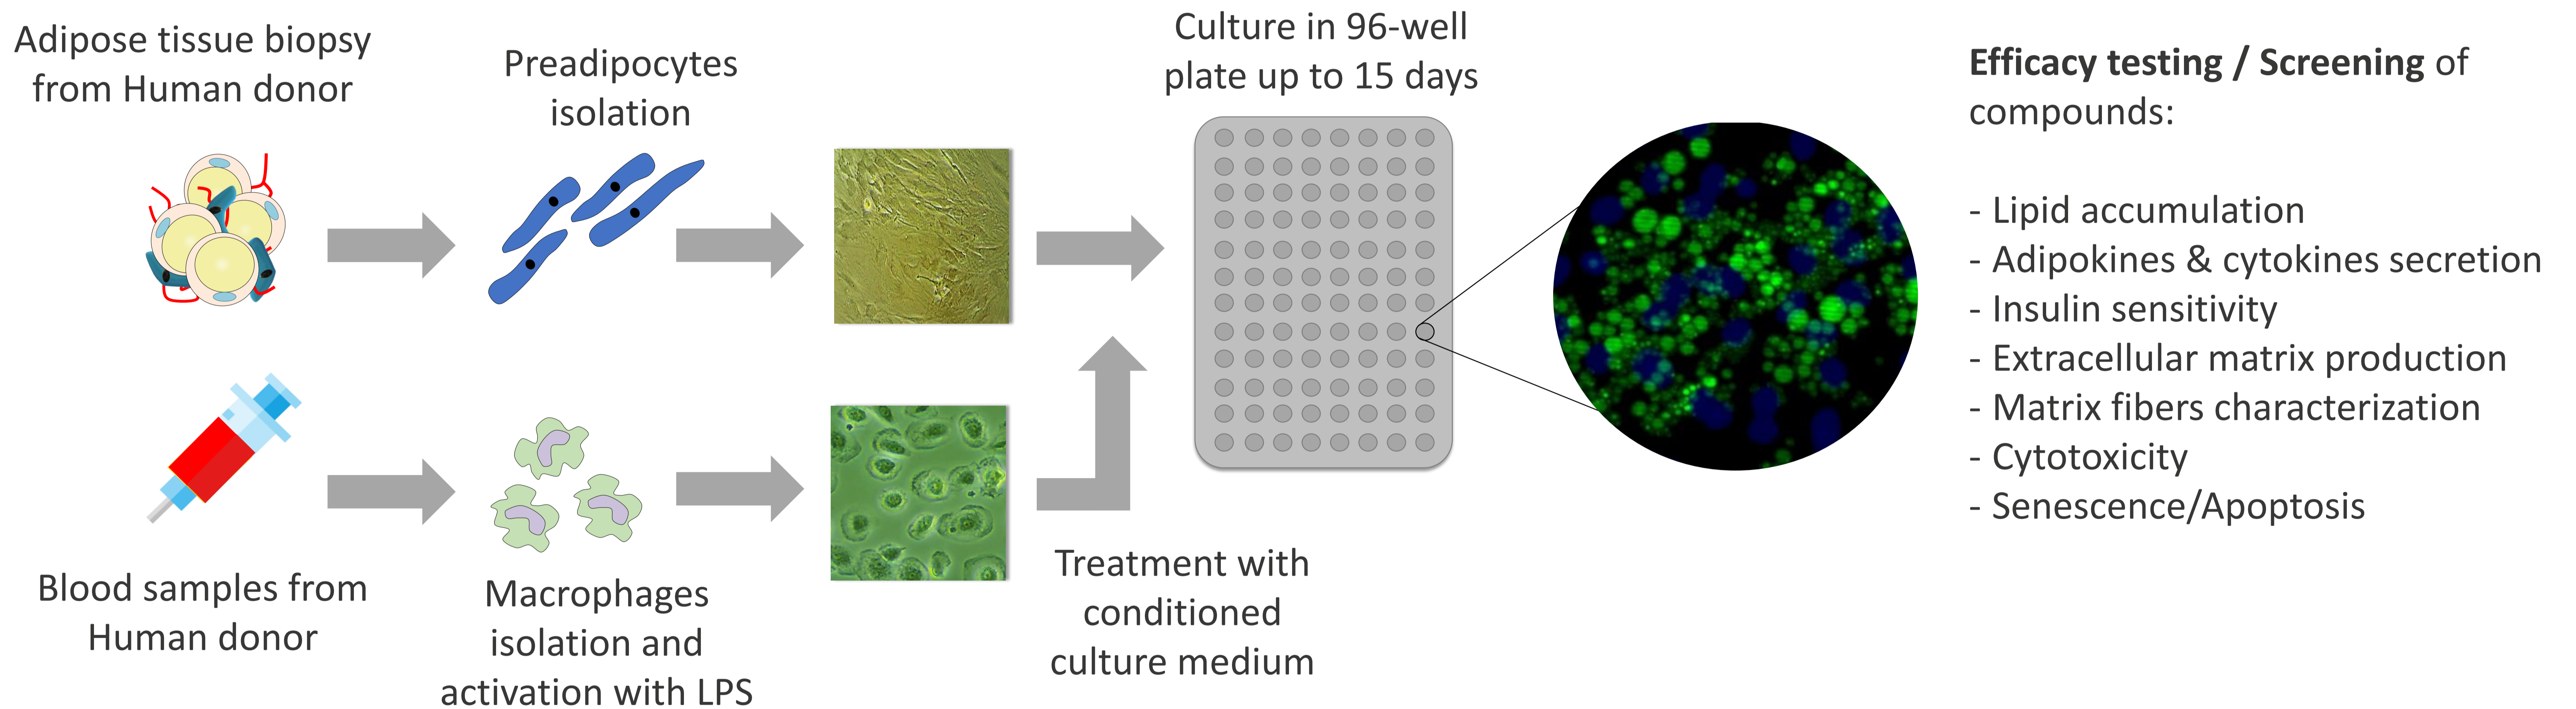 Adipose tissue biopsy
from Human donor
Preadipocytes
isolation
Culture in 96-well
plate up to 15 days
Efficacy testing / Screening of
compounds:
- Lipid accumulation
- Adipokines & cytokines secretion
- Insulin sensitivity
- Extracellular matrix production
- Matrix fibers characterization
- Cytotoxicity
- Senescence/Apoptosis
Blood samples from
Human donor
Macrophages
isolation and
activation with LPS
Treatment with
conditioned
culture medium